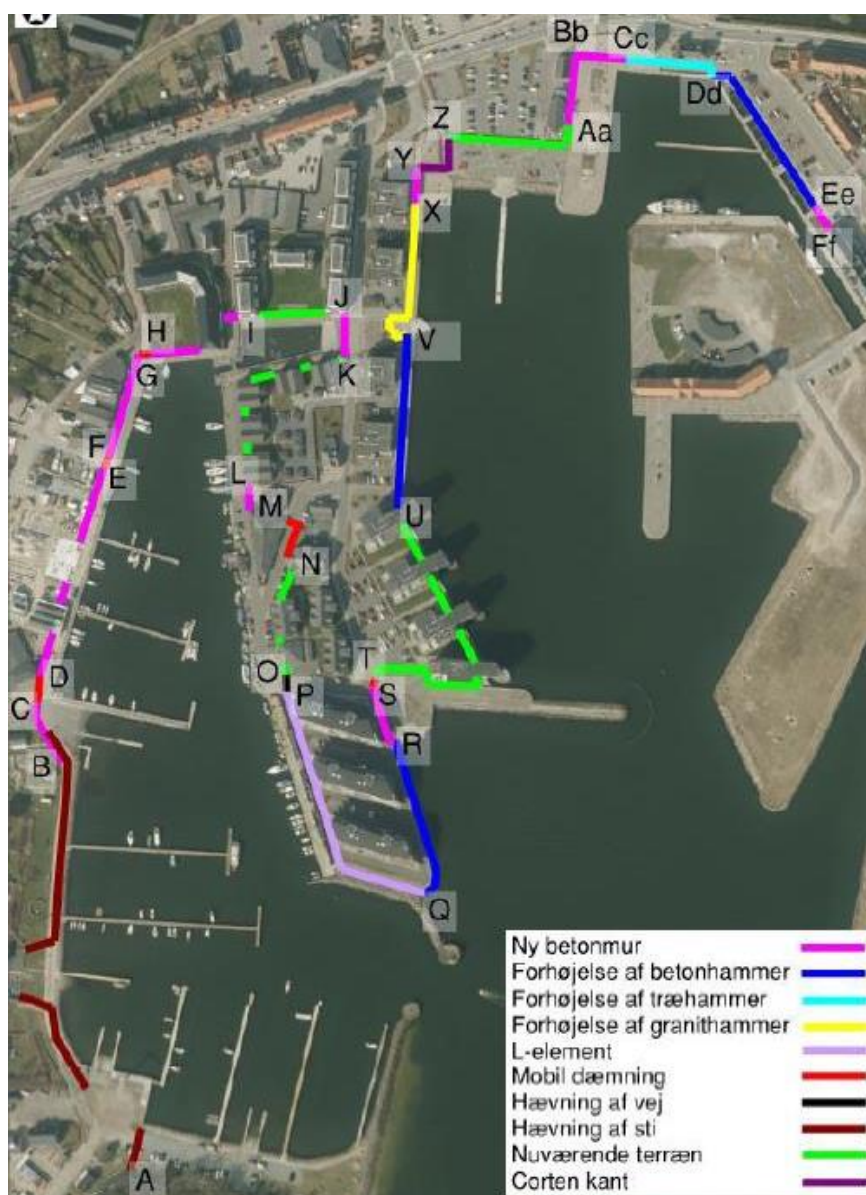 Bb
Cc
Dd
Z
Aa
Y
X
Ee
Ff
J
H
I
V
G
K
F
E
L
M
U
N
T
O
D
P
S
C
R
B
Q
A
Ny betonmur
Forhøjelse af betonhammer
Forhøjelse af træhammer
Forhøjelse af granithammer
L-element
Mobil dæmning
Hævning af vej
Hævning af sti
Nuværende terræn
Corten kant